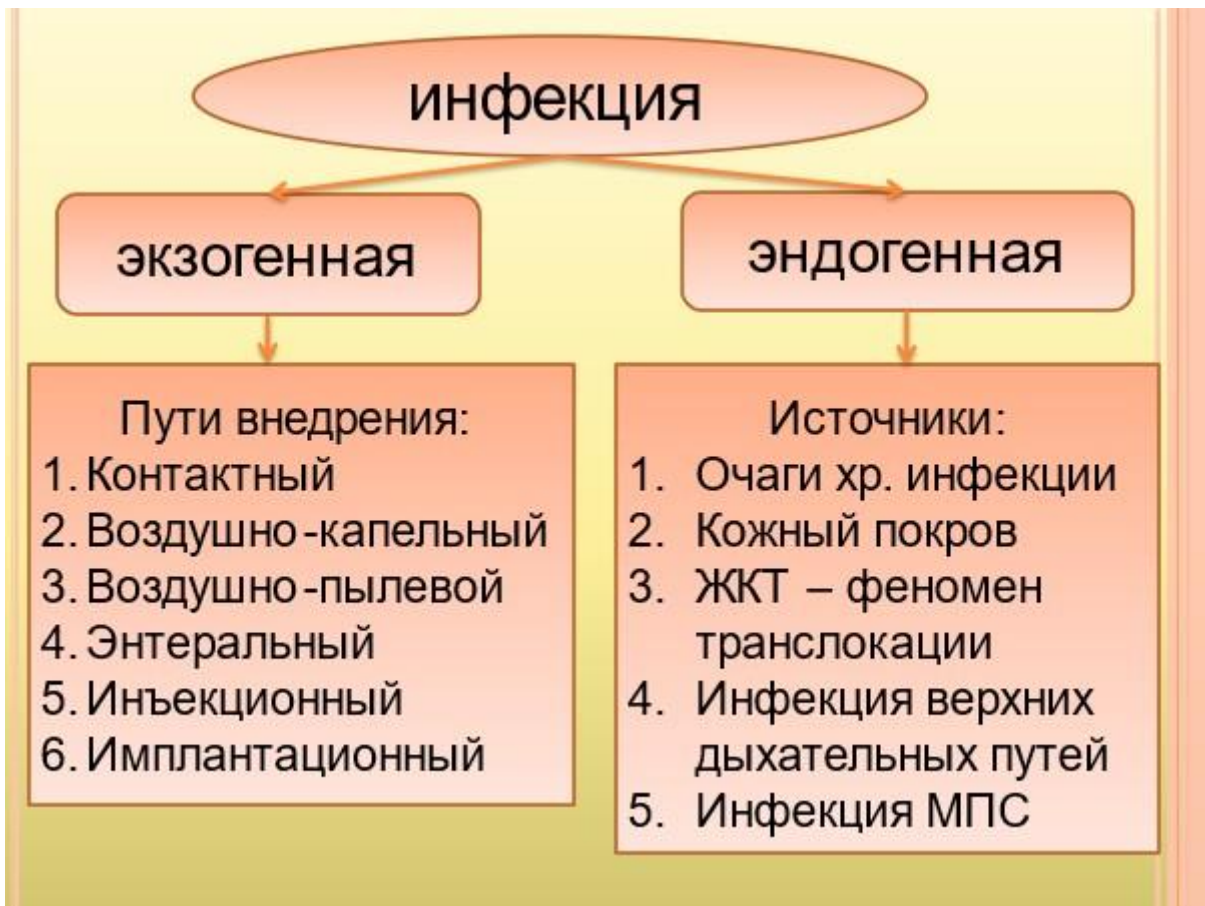 инфекция
экзогенная
эндогенная
Пути внедрения:
1. Контактный
2. Воздушно-капельный
3. Воздушно-пылевой
4. Энтеральный
5. Инъекционный
6. Имплантационный
Источники:
1. Очаги хр. инфекции
2. Кожный покров
3. ЖКТ – феномен
транслокации
4. Инфекция верхних
дыхательных путей
5. Инфекция МПС